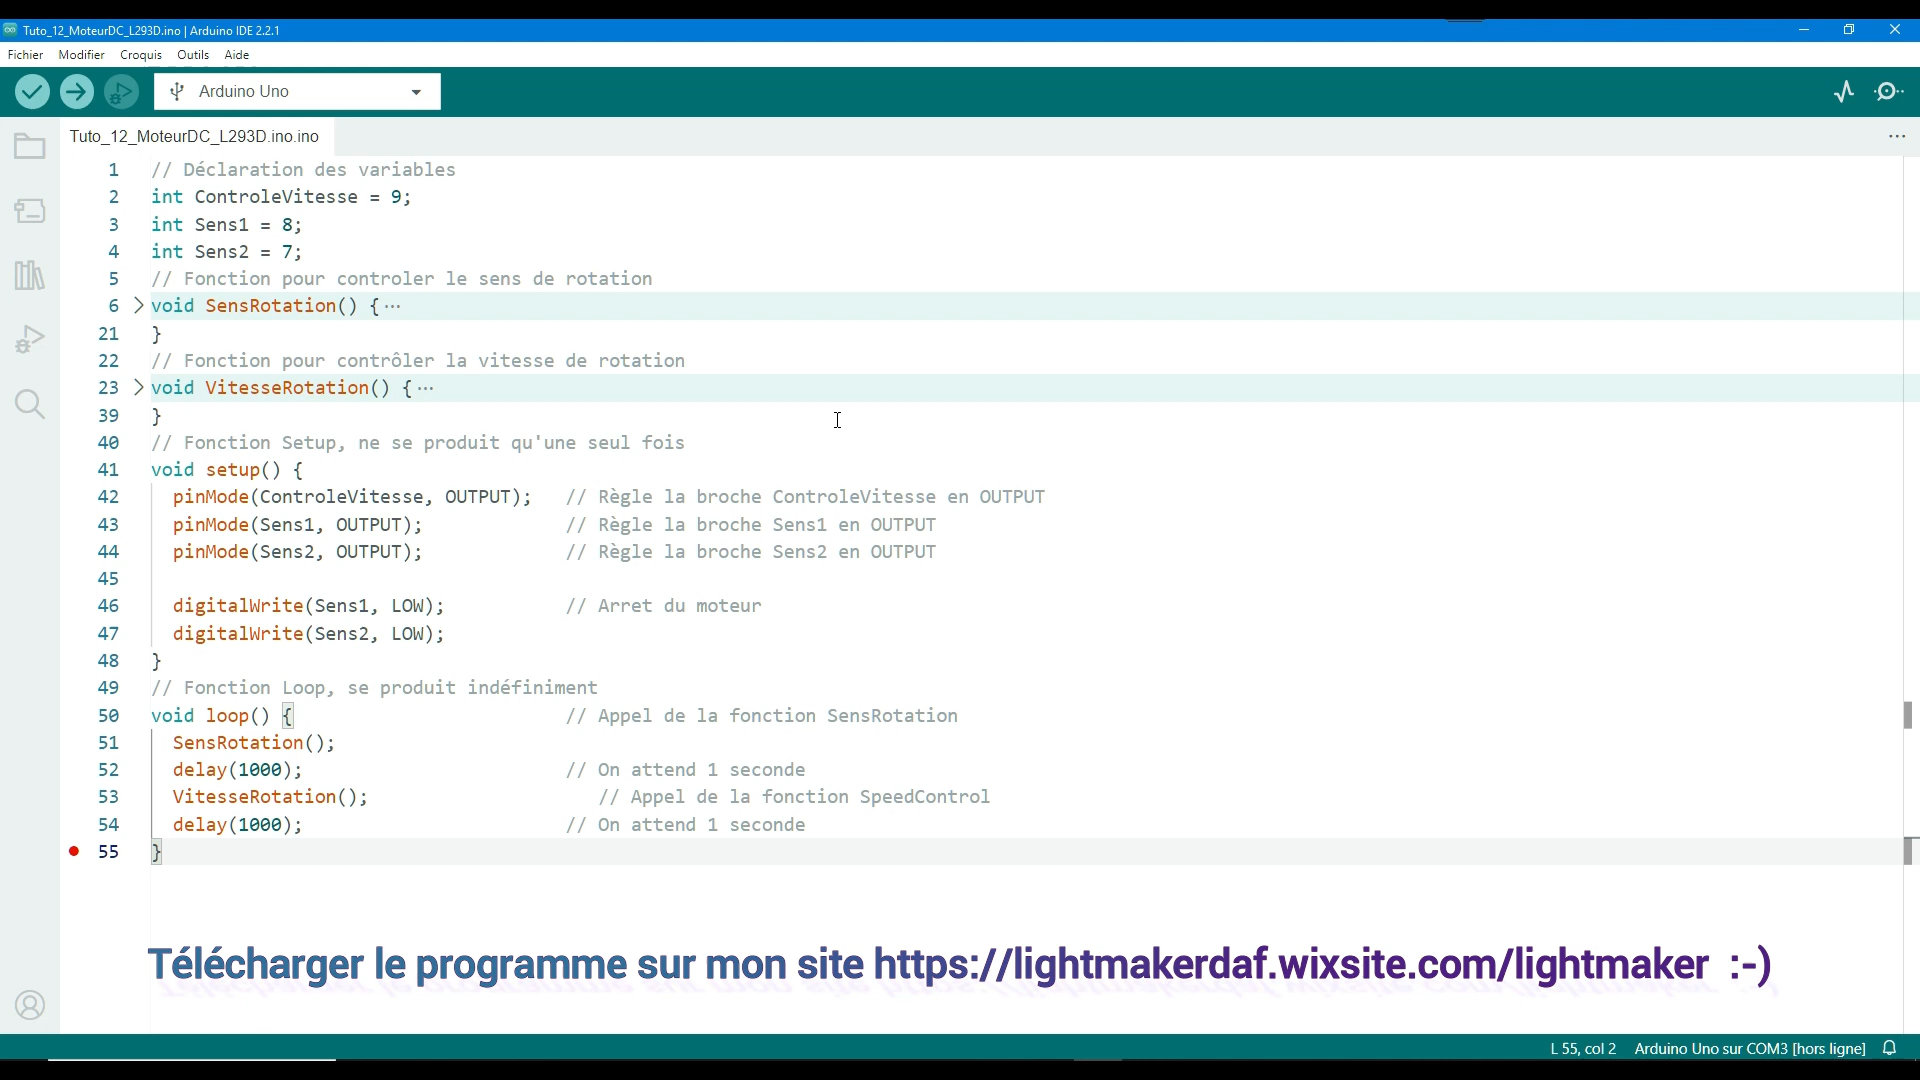 Tuto_12_MoteurDC_L293D.ino | Arduino IDE 2.2.1
Fichier Modifier Croquis Outils Aide
Arduino Uno
Tuto_12_MoteurDC_L293D.ino.ino
1 // Déclaration des variables
2 int ControleVitesse = 9;
3 int Sens1 = 8;
4 int Sens2 = 7;
5 // Fonction pour controler le sens de rotation
6 void SensRotation() {···
21 }
22 // Fonction pour contrôler la vitesse de rotation
23 void VitesseRotation() {···
39 }
40 // Fonction Setup, ne se produit qu'une seul fois
41 void setup() {
42 pinMode(ControleVitesse, OUTPUT); // Règle la broche ControleVitesse en OUTPUT
43 pinMode(Sens1, OUTPUT); // Règle la broche Sens1 en OUTPUT
44 pinMode(Sens2, OUTPUT); // Règle la broche Sens2 en OUTPUT
45
46 digitalWrite(Sens1, LOW); // Arret du moteur
47 digitalWrite(Sens2, LOW);
48 }
49 // Fonction Loop, se produit indéfiniment
50 void loop() { // Appel de la fonction SensRotation
51 SensRotation();
52 delay(1000); // On attend 1 seconde
53 VitesseRotation(); // Appel de la fonction SpeedControl
54 delay(1000); // On attend 1 seconde
55 }
Télécharger le programme sur mon site https://lightmakerdaf.wixsite.com/lightmaker :-)
L 55, col 2 Arduino Uno sur COM3 [hors ligne]